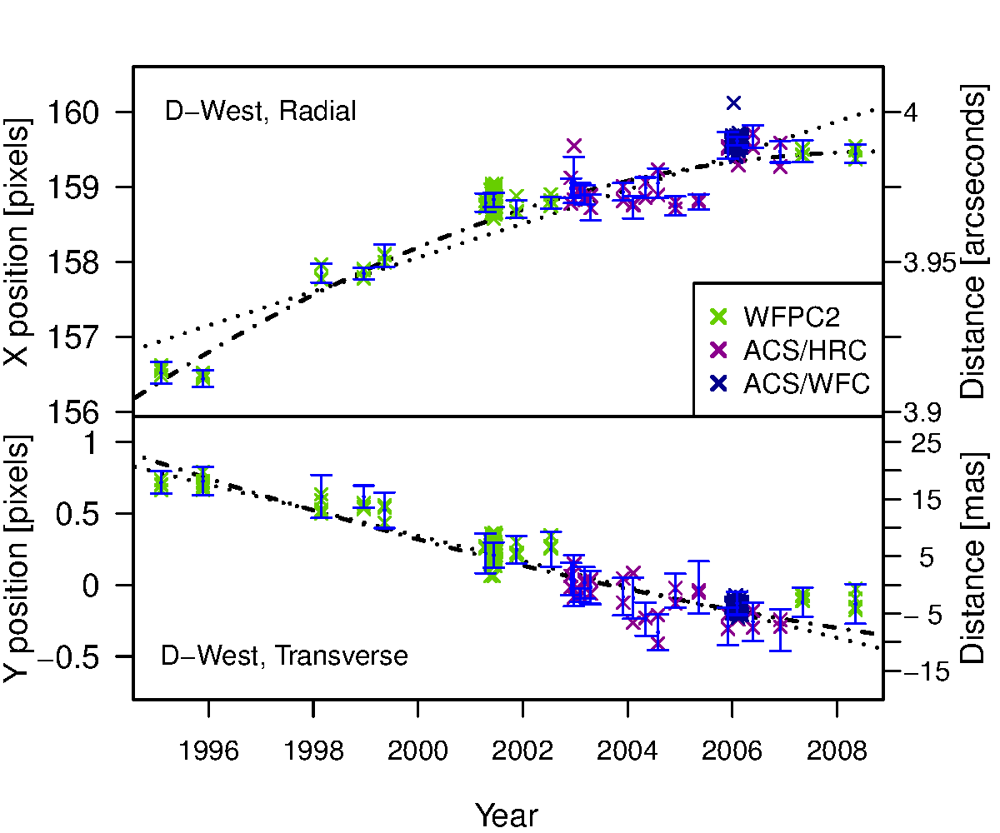 D−West, Radial
X position [pixels]
160
159
158
157
156
Distance [arcseconds]
4
3.95
3.9
WFPC2
ACS/HRC
ACS/WFC
Y position [pixels]
1
0.5
0
−0.5
D−West, Transverse
Distance [mas]
25
15
5
−5
−15
1996
1998
2000
2002
2004
2006
2008
Year